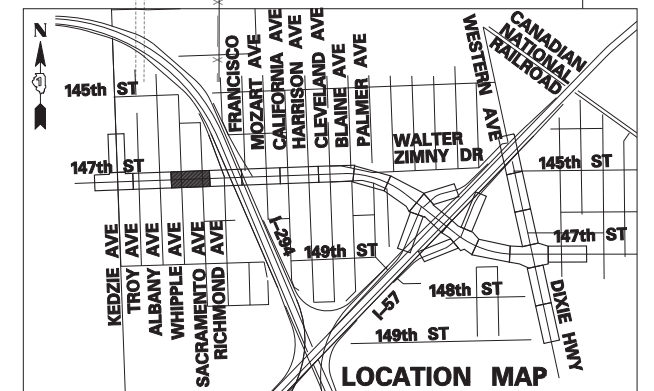 N
145th ST
147th ST
FRANCISCO
MOZART AVE
CALIFORNIA AVE
HARRISON AVE
CLEVELAND AVE
BLAINE AVE
PALMER AVE
WESTERN AVE
CANADIAN
NATIONAL
RAILROAD
WALTER
ZIMNY DR
145th ST
147th ST
KEDZIE AVE
TROY AVE
ALBANY AVE
WHIPPLE AVE
SACRAMENTO AVE
RICHMOND AVE
I-294
149th ST
I-57
148th ST
149th ST
DIXIE HWY
LOCATION MAP